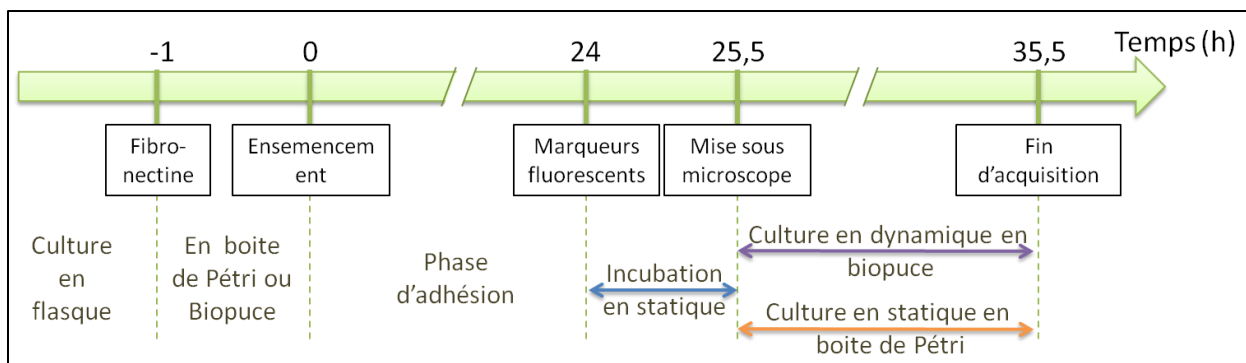 Temps (h)
-1
0
24
25,5
35,5
Fibro-
nectine
Ensemencem
ent
Marqueurs
fluorescents
Mise sous
microscope
Fin
d'acquisition
Culture
en
flasque
En boite
de Pétri ou
Biopuce
Phase
d'adhésion
Incubation
en statique
Culture en dynamique en
biopuce
Culture en statique en
boite de Pétri